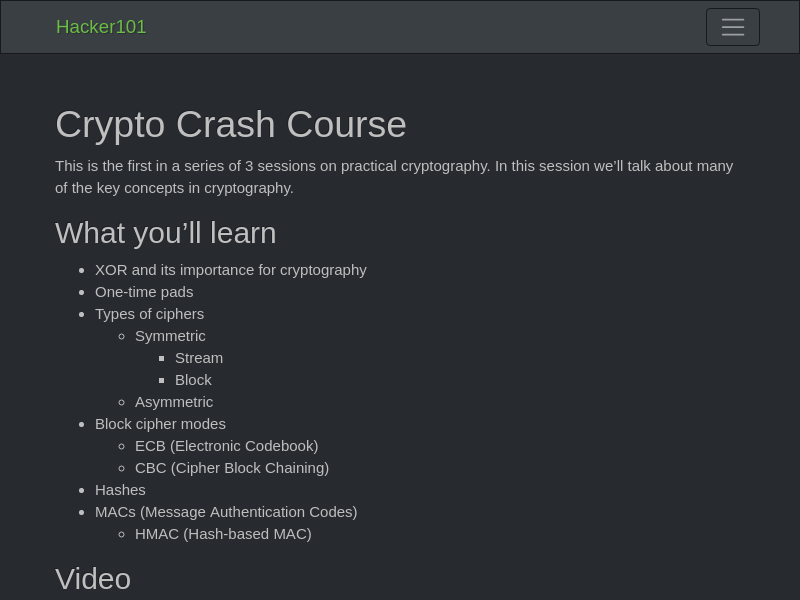 Hacker101
Crypto Crash Course
This is the first in a series of 3 sessions on practical cryptography. In this session we’ll talk about many
of the key concepts in cryptography.
What you’ll learn
XOR and its importance for cryptography
One-time pads
Types of ciphers
Symmetric
Stream
Block
Asymmetric
Block cipher modes
ECB (Electronic Codebook)
CBC (Cipher Block Chaining)
Hashes
MACs (Message Authentication Codes)
HMAC (Hash-based MAC)
Video